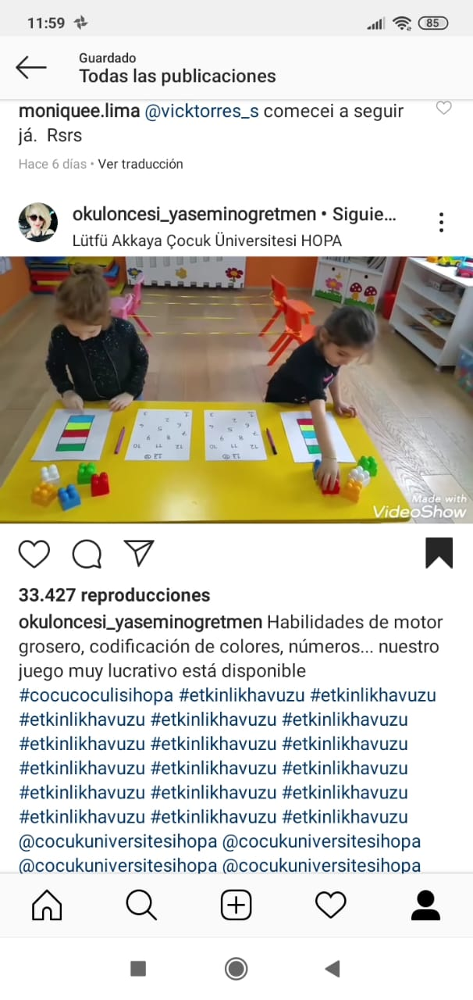 11:59
85
Guardado
Todas las publicaciones
moniquee.lima @vicktorres_s comecei a seguir
já. Rsrs
Hace 6 días • Ver traducción
okuloncesi_yaseminogretmen • Siguie...
Lütfü Akkaya Çocuk Üniversitesi HOPA
Made with
VideoShow
33.427 reproducciones
okuloncesi_yaseminogretmen Habilidades de motor
grosero, codificación de colores, números... nuestro
juego muy lucrativo está disponible
#cocucoculisihopa #etkinlikhavuzu #etkinlikhavuzu
#etkinlikhavuzu #etkinlikhavuzu #etkinlikhavuzu
#etkinlikhavuzu #etkinlikhavuzu #etkinlikhavuzu
#etkinlikhavuzu #etkinlikhavuzu #etkinlikhavuzu
#etkinlikhavuzu #etkinlikhavuzu #etkinlikhavuzu
#etkinlikhavuzu #etkinlikhavuzu #etkinlikhavuzu
@cocukuniversitesihopa @cocukuniversitesihopa
@cocukuniversitesihopa @cocukuniversitesihopa